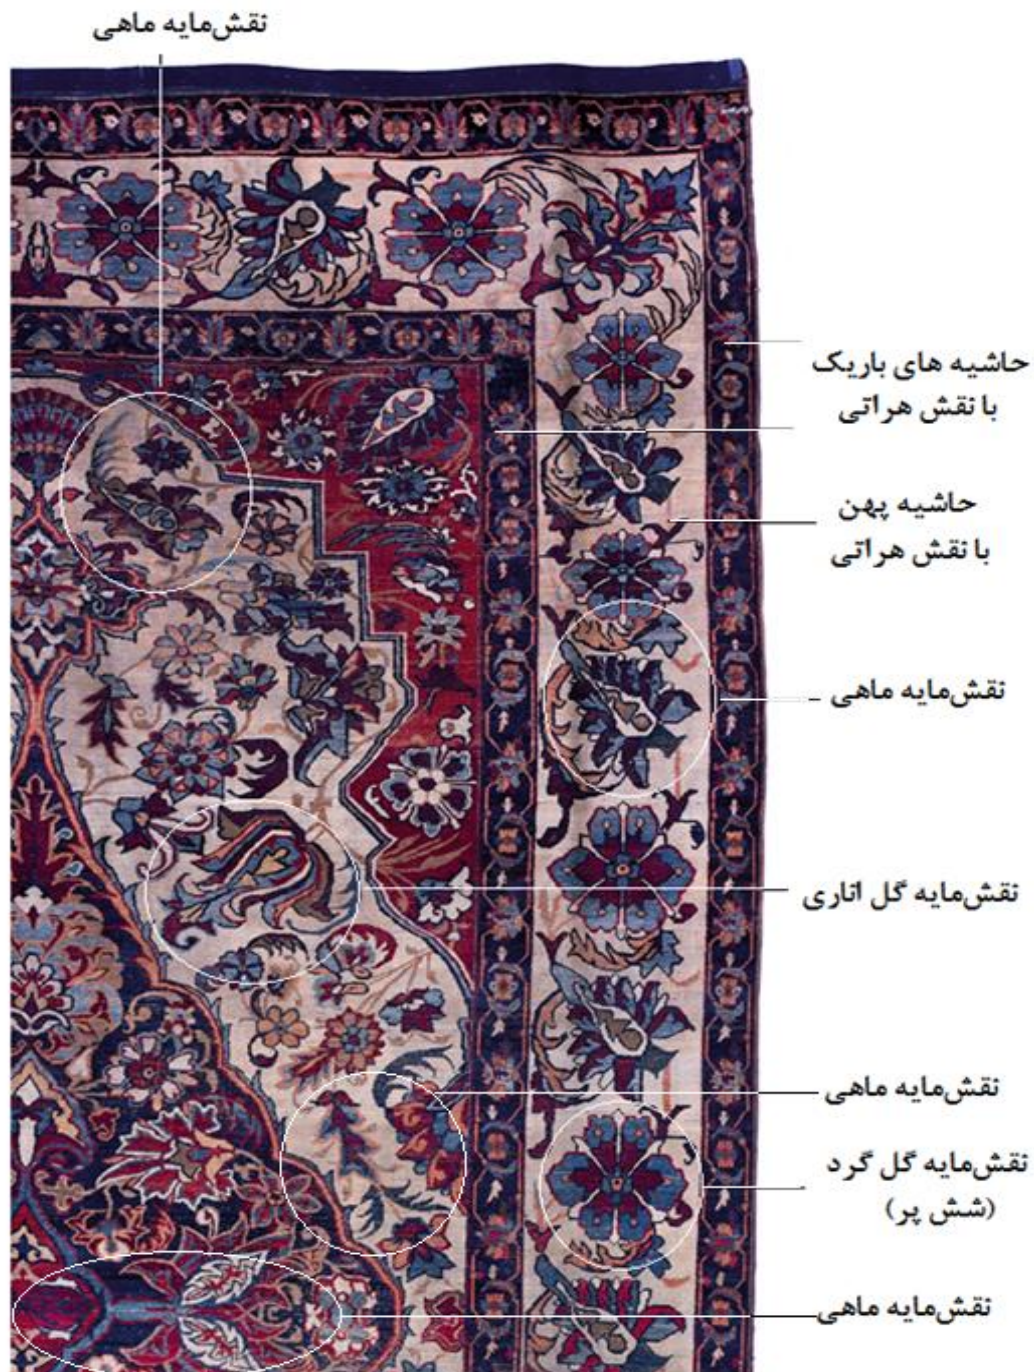 نقش‌مایه ماهی
حاشیه های باریک
با نقش هراتی
حاشیه پهن
با نقش هراتی
نقش‌مایه ماهی
نقش‌مایه گل اناری
نقش‌مایه ماهی
نقش‌مایه گل گرد
(شش پر)
نقش‌مایه ماهی